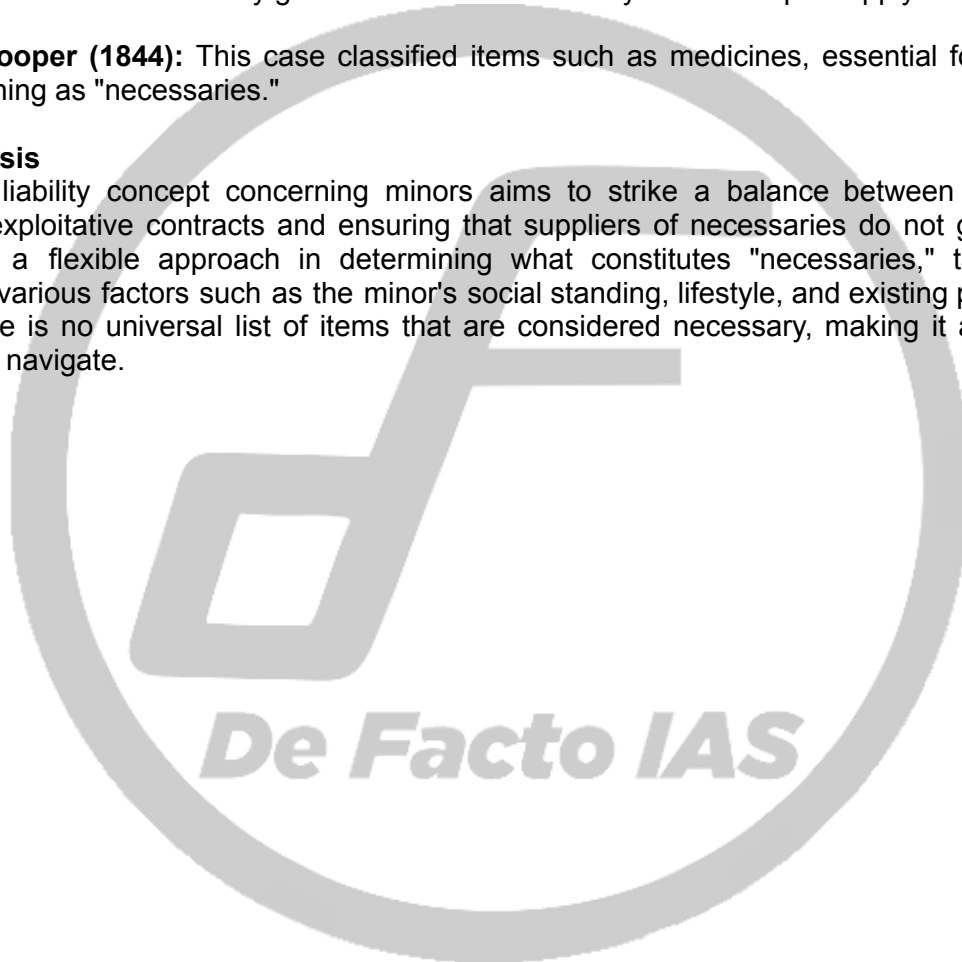 ooper (1844): This case classified items such as medicines, essential fo
ning as "necessaries."
sis
liability concept concerning minors aims to strike a balance between
exploitative contracts and ensuring that suppliers of necessaries do not g
a flexible approach in determining what constitutes "necessaries," t
various factors such as the minor's social standing, lifestyle, and existing p
e is no universal list of items that are considered necessary, making it a
navigate.
De Facto IAS